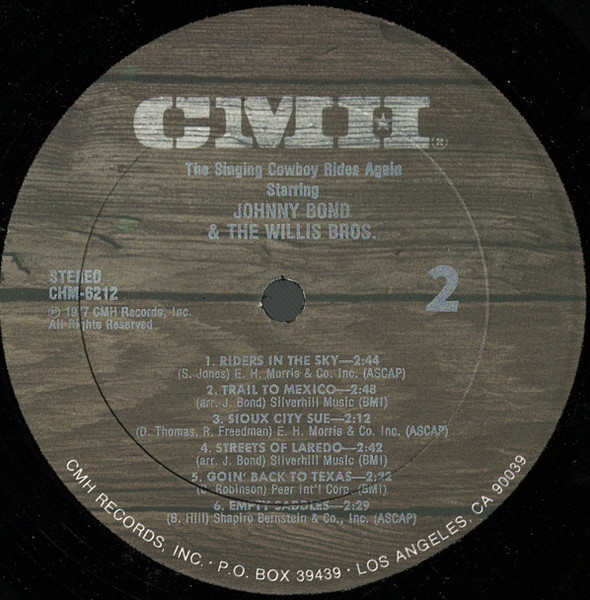 CMH®
The Singing Cowboy Rides Again
Starring
JOHNNY BOND
& THE WILLIS BROS.
STEREO
CHM-6212
℗ 1977 CMH Records, Inc.
All Rights Reserved
2
1. RIDERS IN THE SKY—2:44
(S. Jones) E. H. Morris & Co. Inc. (ASCAP)
2. TRAIL TO MEXICO—2:48
(arr. J. Bond) Silverhill Music (BMI)
3. SIOUX CITY SUE—2:12
(D. Thomas, R. Freedman) E. H. Morris & Co. Inc. (ASCAP)
4. STREETS OF LAREDO—2:42
(arr. J. Bond) Silverhill Music (BMI)
5. GOIN' BACK TO TEXAS—2:22
Robinson) Peer Int'l Corp. (BMI)
6. EMPTY SADDLES—2:29
(B. Hill) Shapiro Bernstein & Co., Inc. (ASCAP)
CMH RECORDS, INC. · P.O. BOX 39439 · LOS ANGELES, CA 90039